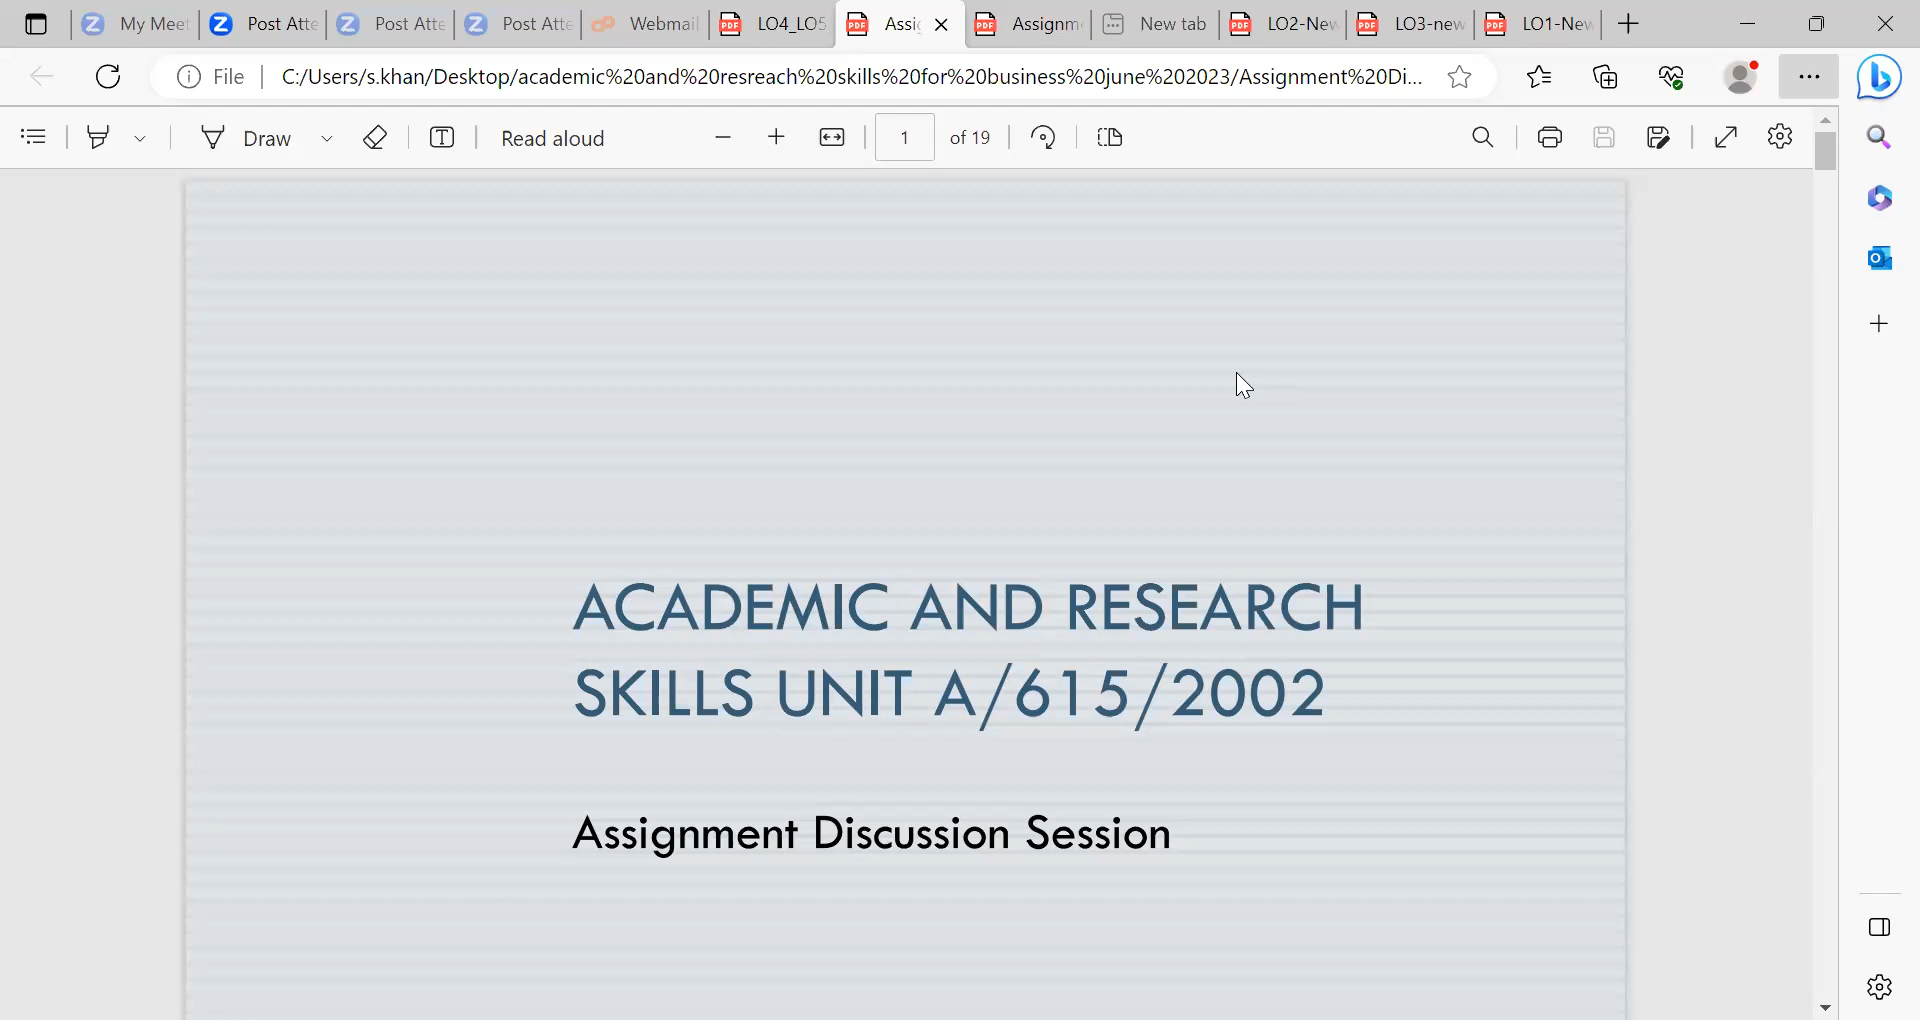 My Meet
Post Atte
Post Atte
Post Atte
Webmail
LO4_LO5
Assig
Assignm
New tab
LO2-New
LO3-new
LO1-New
File
C:/Users/s.khan/Desktop/academic%20and%20resreach%20skills%20for%20business%20june%202023/Assignment%20Di...
Draw
Read aloud
1
of 19
ACADEMIC AND RESEARCH
SKILLS UNIT A/615/2002
Assignment Discussion Session